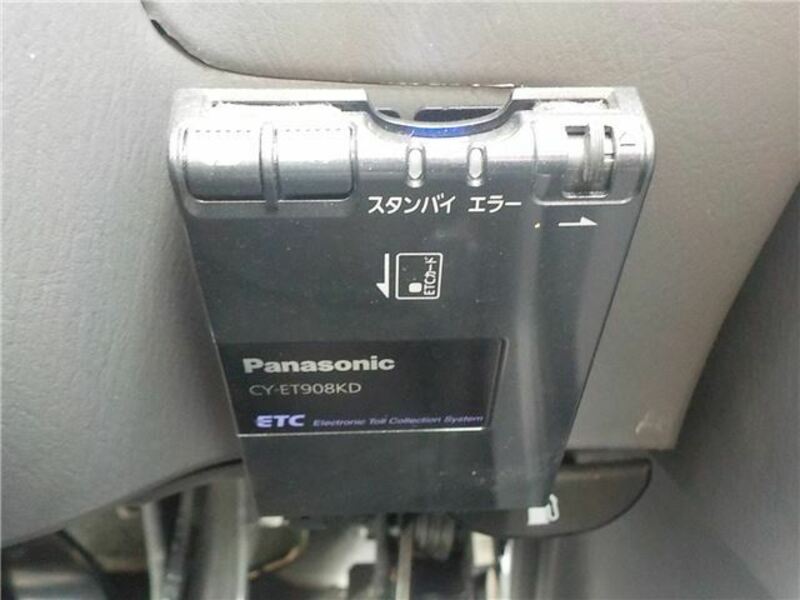 スタンバイ エラー
ETCカード
Panasonic
CY-ET908KD
ETC Electronic Toll Collection System